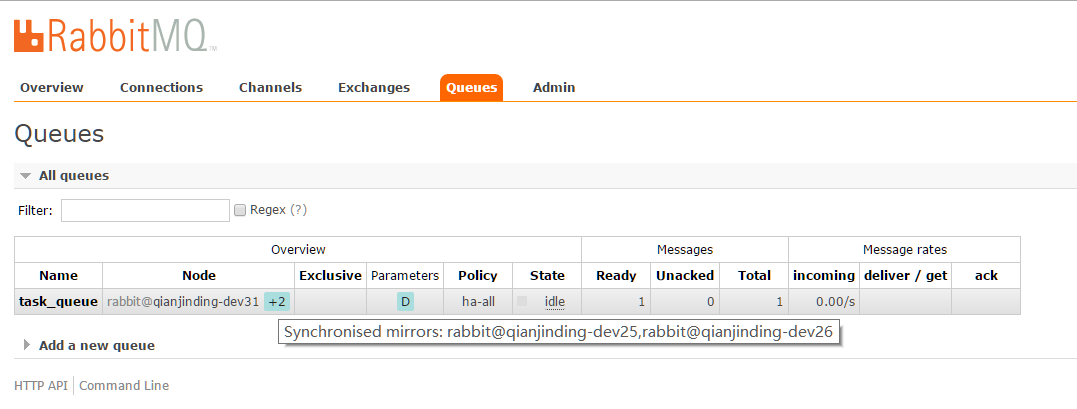 RabbitMQ™
Overview Connections Channels Exchanges Queues Admin
Queues
All queues
Filter: Regex (?)
Overview Messages Message rates
Name Node Exclusive Parameters Policy State Ready Unacked Total incoming deliver / get ack
task_queue rabbit@qianjinding-dev31 +2 D ha-all idle 1 0 1 0.00/s
Synchronised mirrors: rabbit@qianjinding-dev25,rabbit@qianjinding-dev26
Add a new queue
HTTP API Command Line